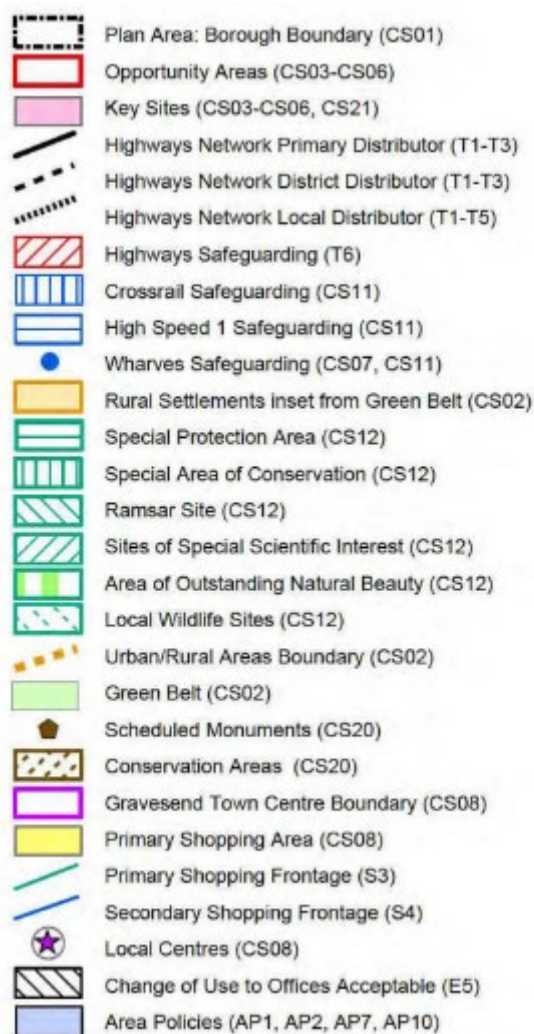 Plan Area: Borough Boundary (CS01)
Opportunity Areas (CS03-CS06)
Key Sites (CS03-CS06, CS21)
Highways Network Primary Distributor (T1-T3)
Highways Network District Distributor (T1-T3)
Highways Network Local Distributor (T1-T5)
Highways Safeguarding (T6)
Crossrail Safeguarding (CS11)
High Speed 1 Safeguarding (CS11)
Wharves Safeguarding (CS07, CS11)
Rural Settlements inset from Green Belt (CS02)
Special Protection Area (CS12)
Special Area of Conservation (CS12)
Ramsar Site (CS12)
Sites of Special Scientific Interest (CS12)
Area of Outstanding Natural Beauty (CS12)
Local Wildlife Sites (CS12)
Urban/Rural Areas Boundary (CS02)
Green Belt (CS02)
Scheduled Monuments (CS20)
Conservation Areas (CS20)
Gravesend Town Centre Boundary (CS08)
Primary Shopping Area (CS08)
Primary Shopping Frontage (S3)
Secondary Shopping Frontage (S4)
Local Centres (CS08)
Change of Use to Offices Acceptable (E5)
Area Policies (AP1, AP2, AP7, AP10)